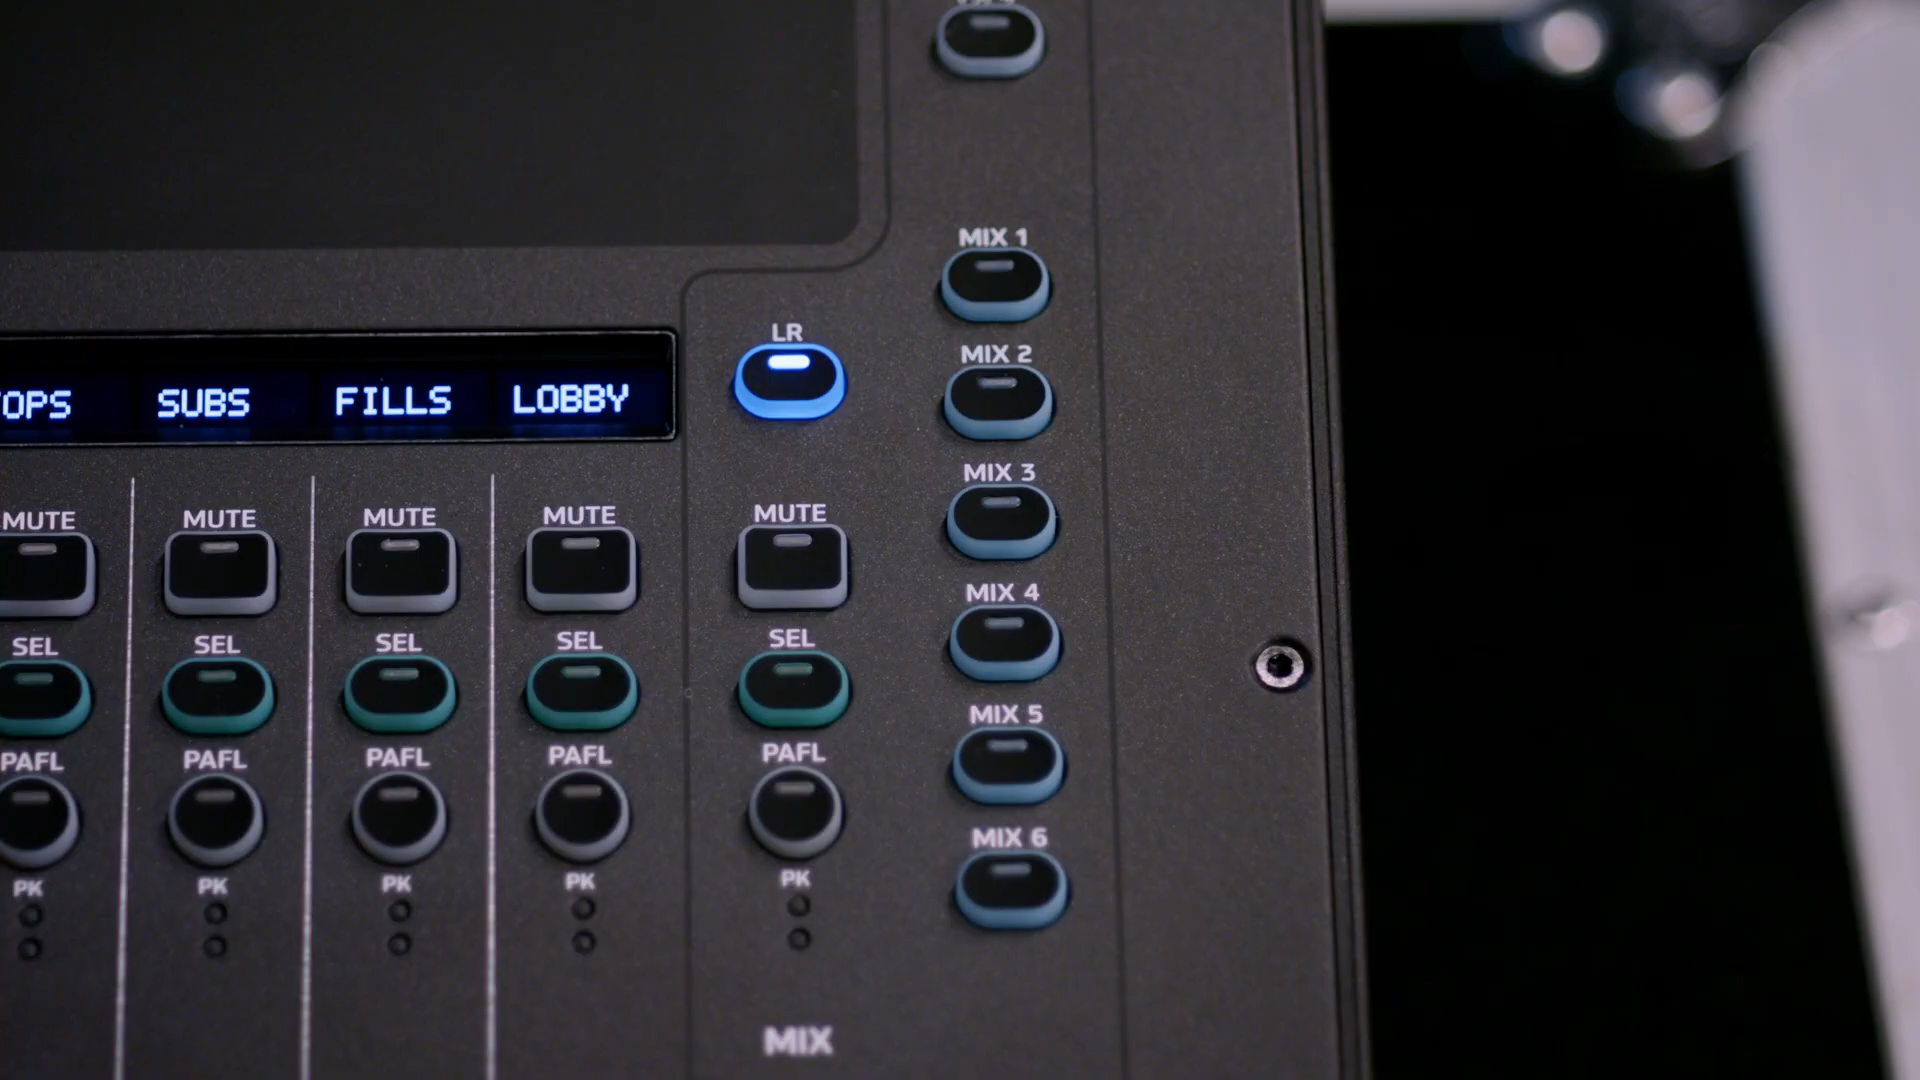 MIX 1
LR
MIX 2
SUBS FILLS LOBBY
MIX 3
MUTE MUTE MUTE MUTE MUTE
MIX 4
SEL SEL SEL SEL SEL
MIX 5
PAFL PAFL PAFL PAFL PAFL
MIX 6
PK PK PK PK PK
MIX